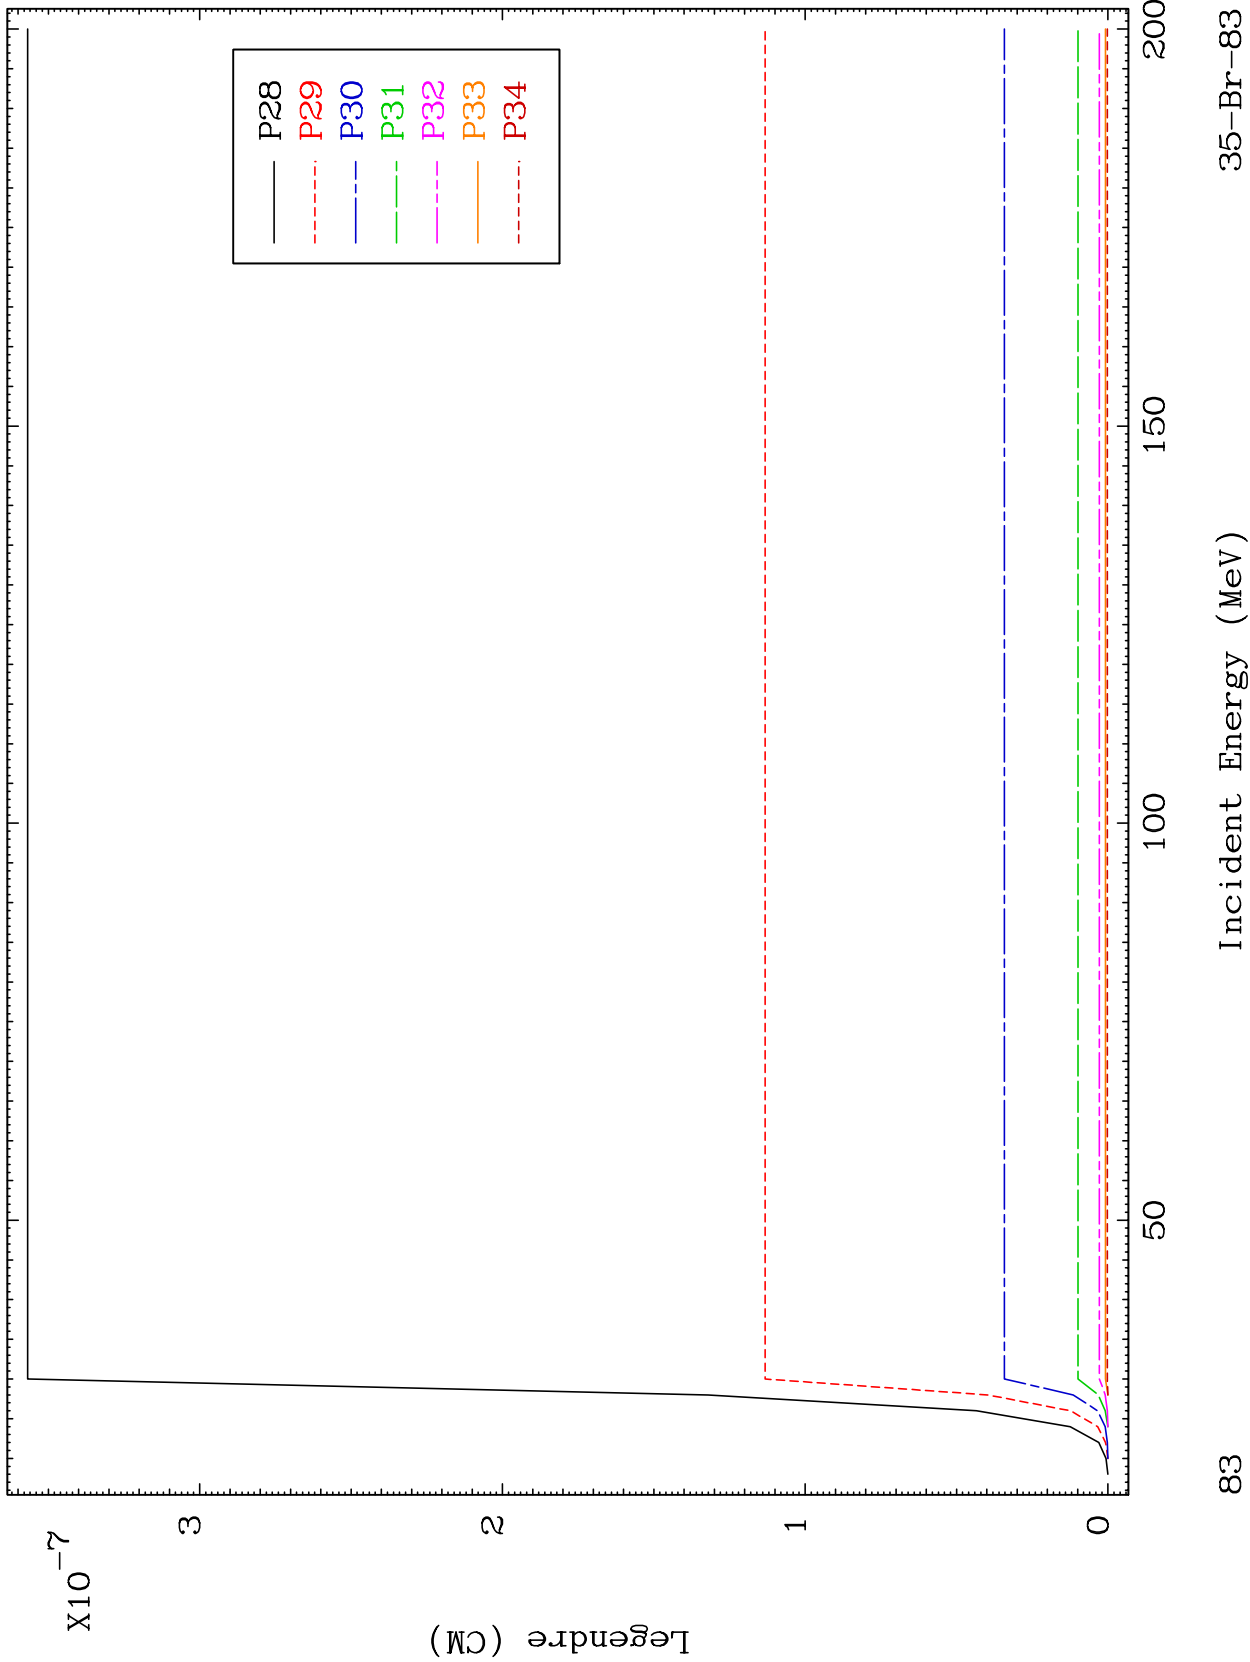 X10-7
3
2
1
0
Legendre (CM)
P28
P29
P30
P31
P32
P33
P34
50
100
150
200
Incident Energy (MeV)
83
35-Br-83